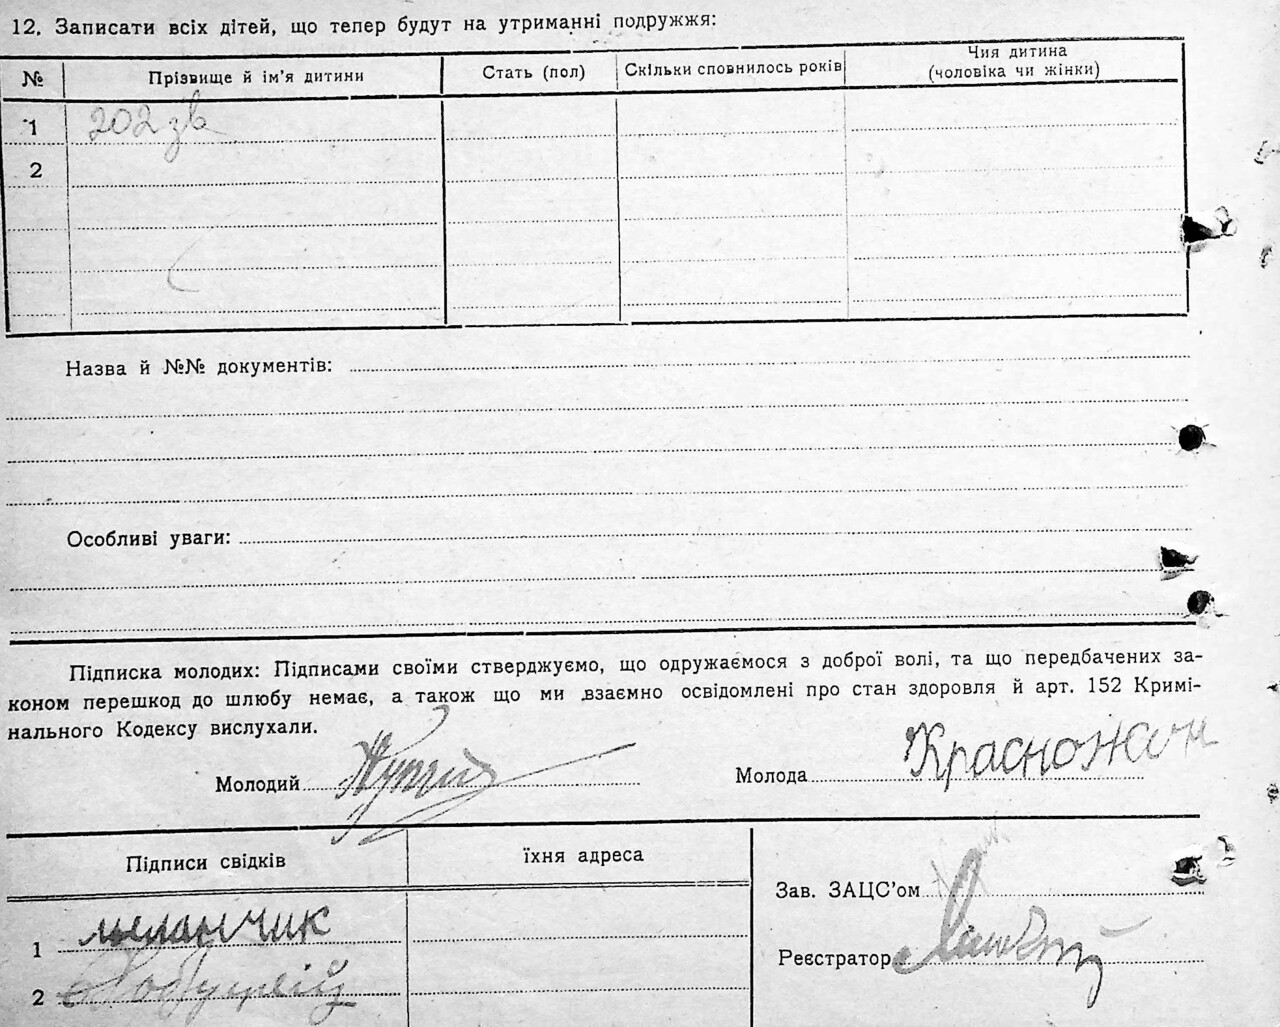 12. Записати всіх дітей, що тепер будут на утриманні подружжя:
№ Прізвище й ім'я дитини Стать (пол) Скільки сповнилось років Чия дитина (чоловіка чи жінки)
1 202 зв
2
Назва й №№ документів:
Особливі уваги:
Підписка молодих: Підписами своїми стверджуємо, що одружаємося з доброї волі, та що передбачених за-
коном перешкод до шлюбу немає, а також що ми взаємно освідомлені про стан здоровля й арт. 152 Кримі-
нального Кодексу вислухали.
Молодий
Молода Красножон
Підписи свідків їхня адреса
Зав. ЗАЦС'ом
1 меланчик
Реєстратор
2